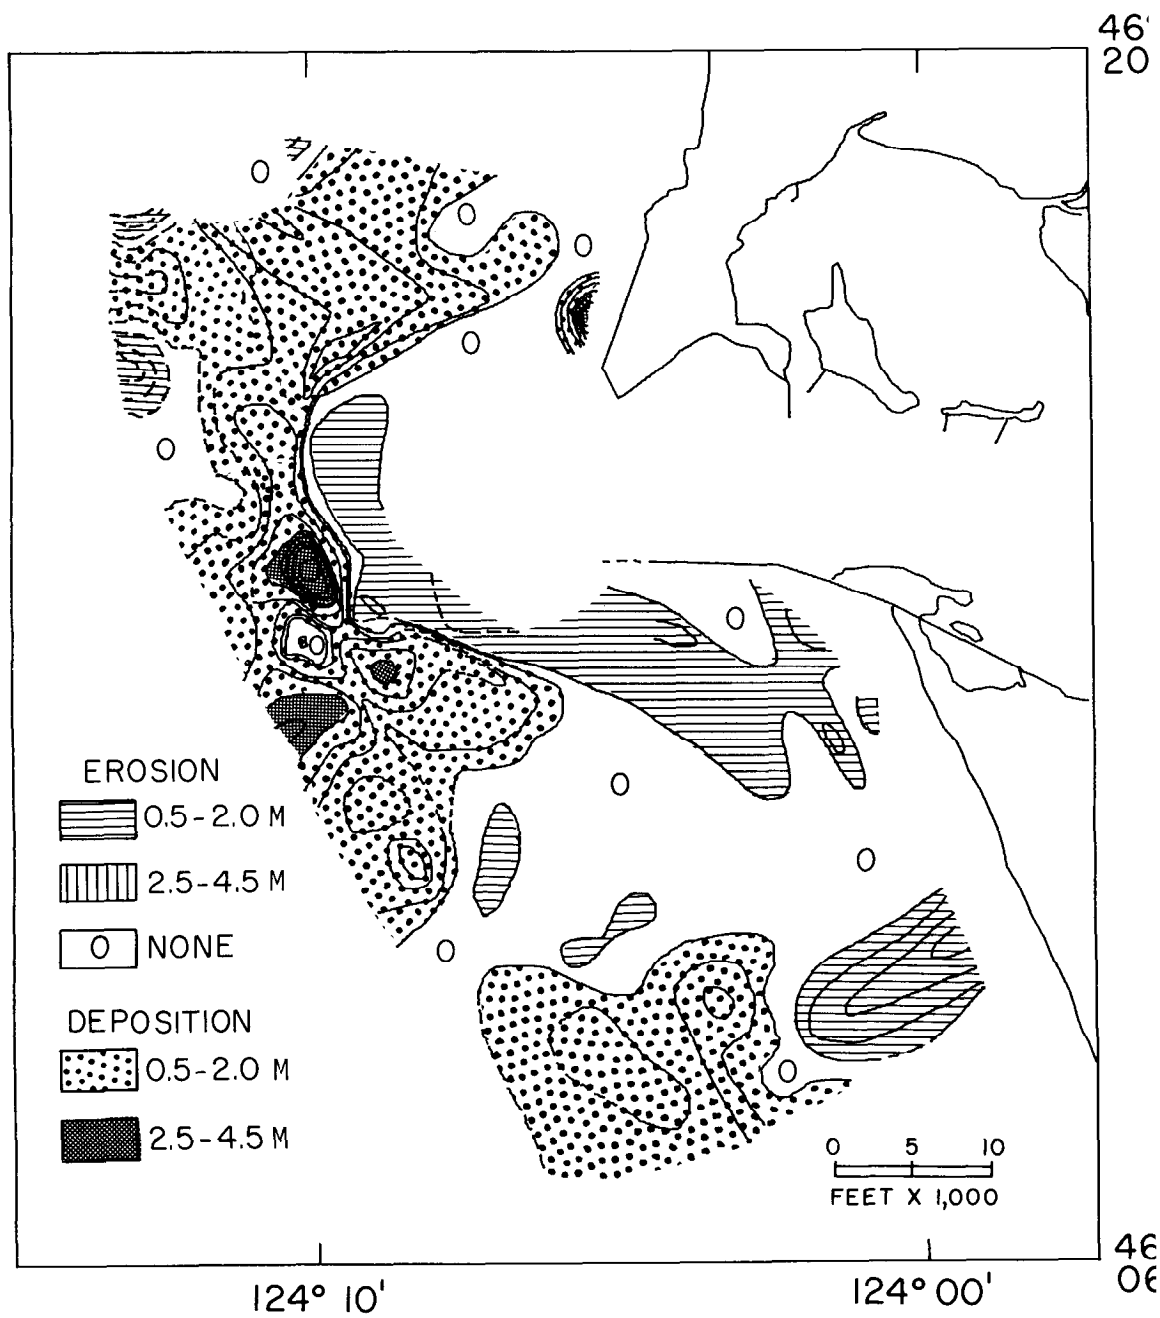 46°
20
EROSION
0.5-2.0 M
2.5-4.5 M
O NONE
DEPOSITION
0.5-2.0 M
2.5-4.5 M
0 5 10
FEET X 1,000
46
06
124° 10'
124° 00'
O
O
O
O
O
O
O
O
O
O
O
O